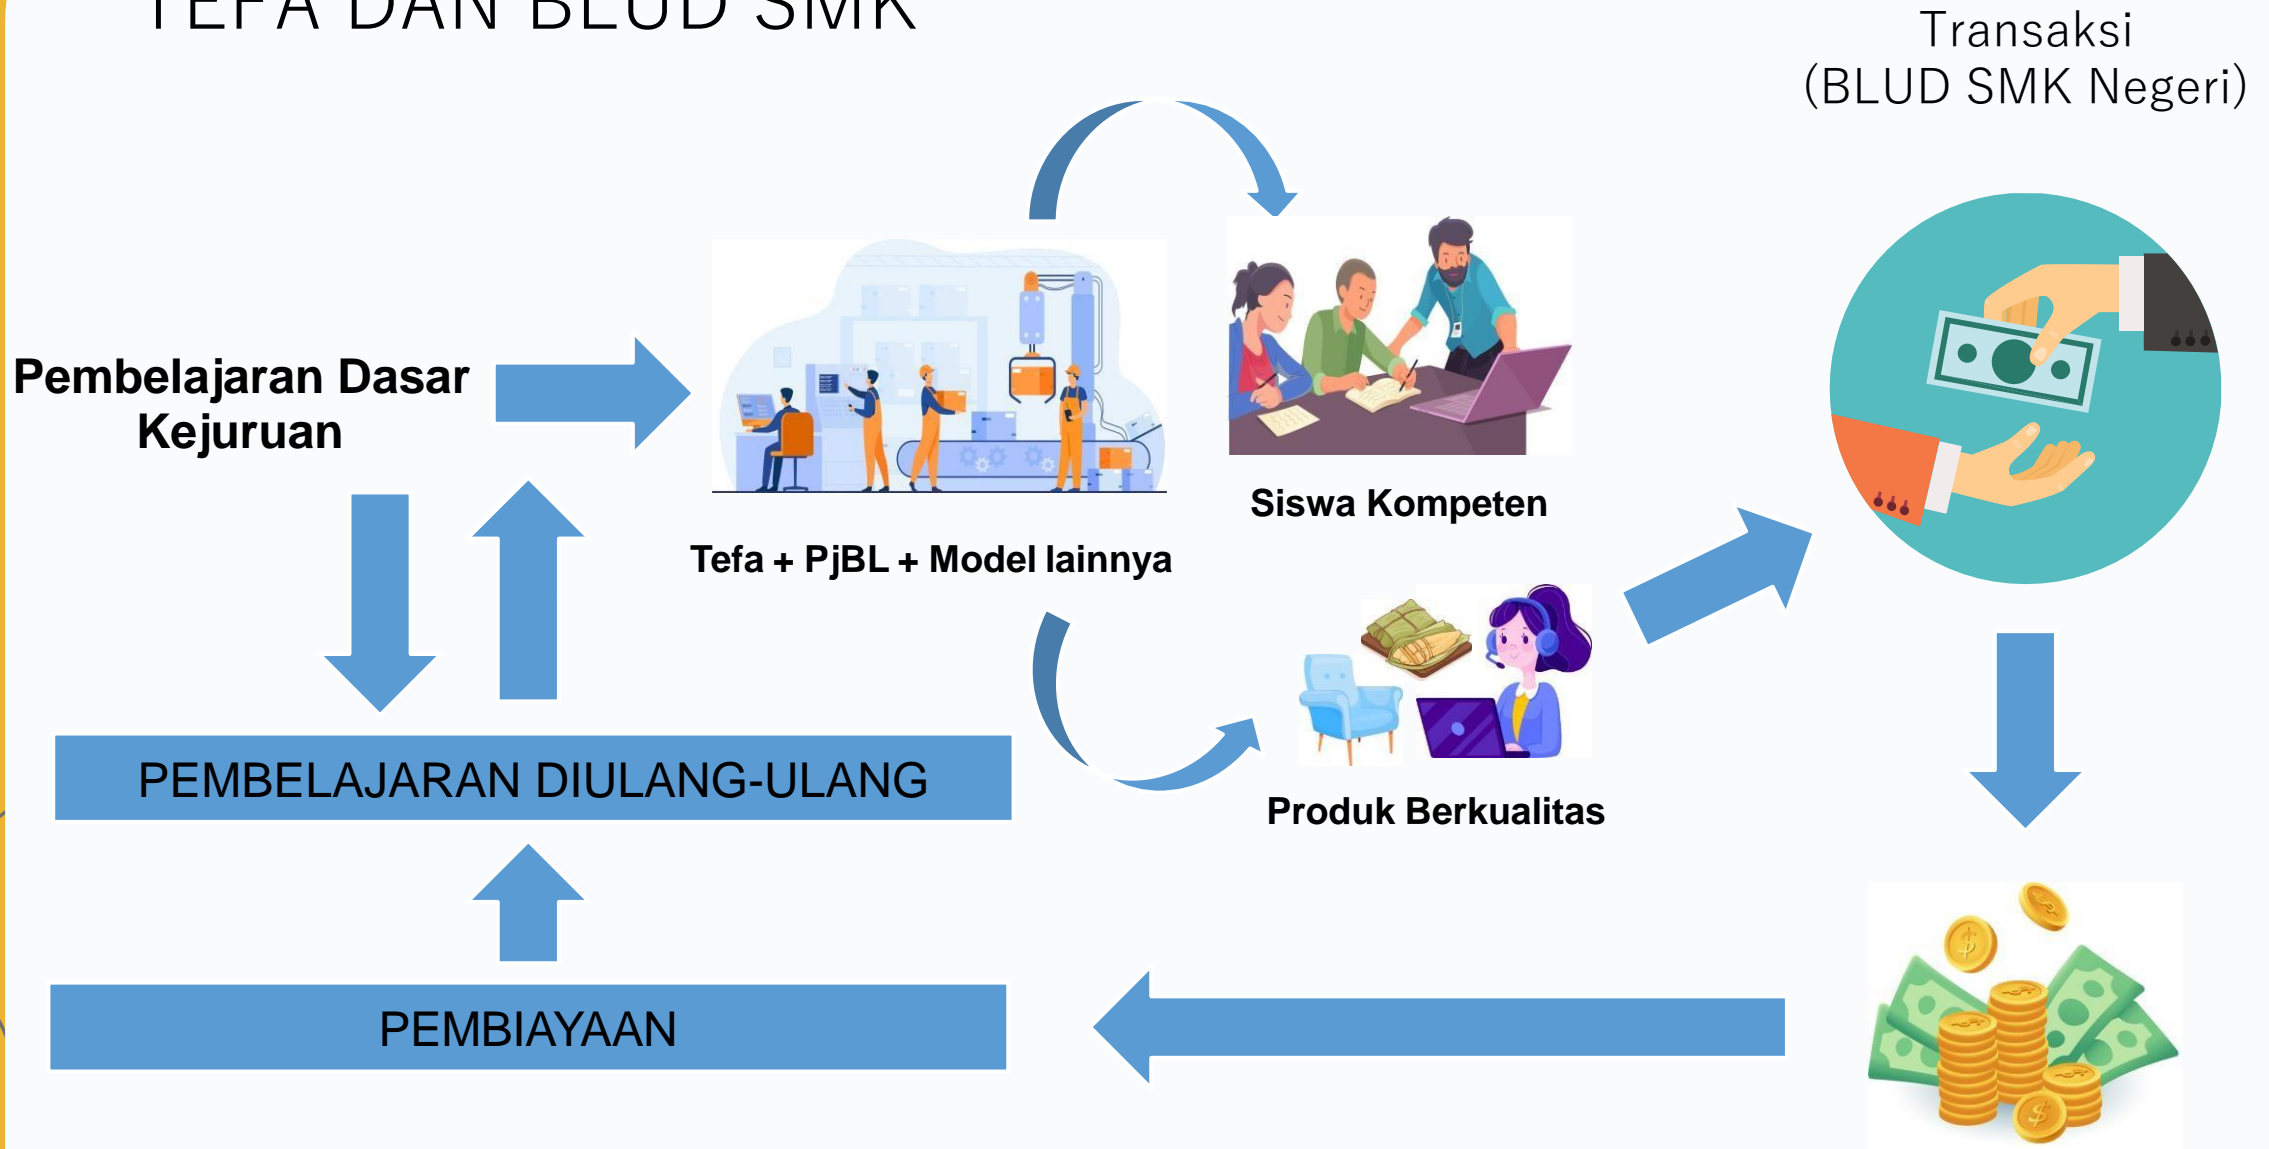 TEFA DAN BLUD SMK
Transaksi
(BLUD SMK Negeri)
Pembelajaran Dasar
Kejuruan
Siswa Kompeten
Tefa + PjBL + Model lainnya
PEMBELAJARAN DIULANG-ULANG
Produk Berkualitas
PEMBIAYAAN